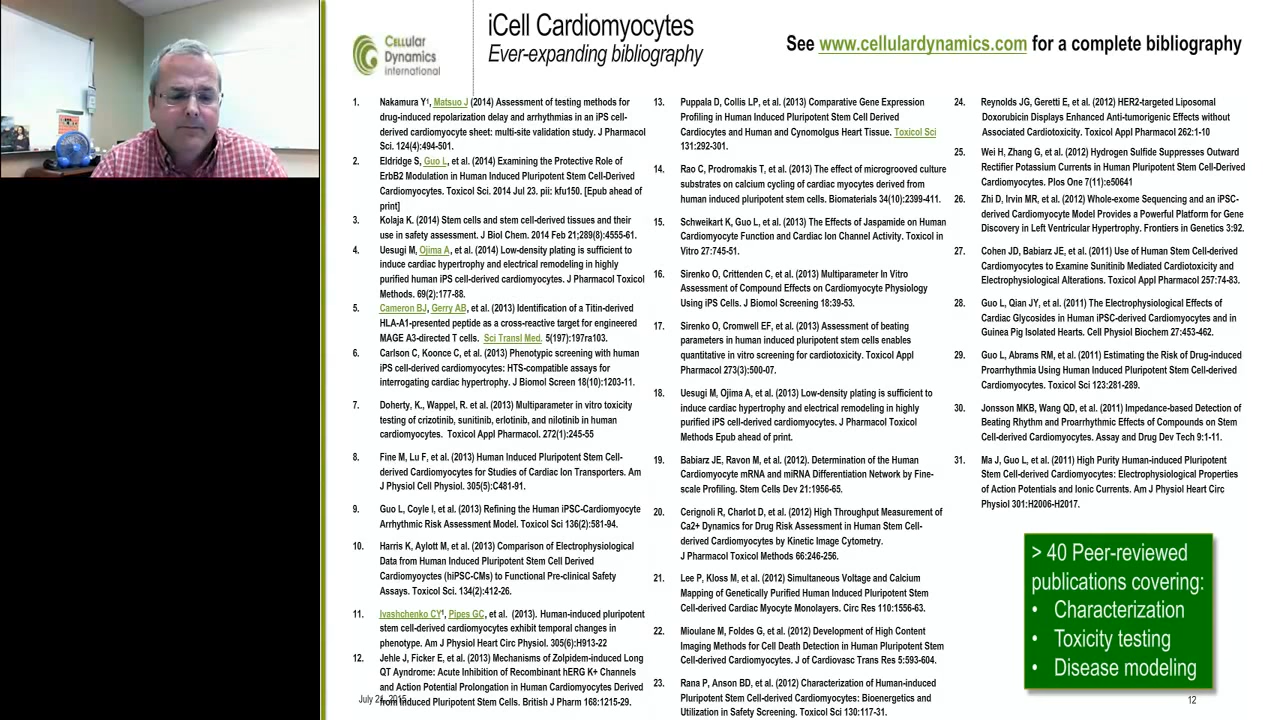 Cellular
Dynamics
international
iCell Cardiomyocytes
Ever-expanding bibliography
See www.cellulardynamics.com for a complete bibliography
1. Nakamura Y¹, Matsuo J (2014) Assessment of testing methods for
drug-induced repolarization delay and arrhythmias in an iPS cell-
derived cardiomyocyte sheet: multi-site validation study. J Pharmacol
Sci. 124(4):494-501.
2. Eldridge S, Guo L, et al. (2014) Examining the Protective Role of
ErbB2 Modulation in Human Induced Pluripotent Stem Cell-Derived
Cardiomyocytes. Toxicol Sci. 2014 Jul 23. pii: kfu150. [Epub ahead of
print]
3. Kolaja K. (2014) Stem cells and stem cell-derived tissues and their
use in safety assessment. J Biol Chem. 2014 Feb 21;289(8):4555-61.
4. Uesugi M, Ojima A, et al. (2014) Low-density plating is sufficient to
induce cardiac hypertrophy and electrical remodeling in highly
purified human iPS cell-derived cardiomyocytes. J Pharmacol Toxicol
Methods. 69(2):177-88.
5. Cameron BJ, Gerry AB, et al. (2013) Identification of a Titin-derived
HLA-A1-presented peptide as a cross-reactive target for engineered
MAGE A3-directed T cells. Sci Transl Med. 5(197):197ra103.
6. Carlson C, Koonce C, et al. (2013) Phenotypic screening with human
iPS cell-derived cardiomyocytes: HTS-compatible assays for
interrogating cardiac hypertrophy. J Biomol Screen 18(10):1203-11.
7. Doherty, K., Wappel, R. et al. (2013) Multiparameter in vitro toxicity
testing of crizotinib, sunitinib, erlotinib, and nilotinib in human
cardiomyocytes. Toxicol Appl Pharmacol. 272(1):245-55
8. Fine M, Lu F, et al. (2013) Human Induced Pluripotent Stem Cell-
derived Cardiomyocytes for Studies of Cardiac Ion Transporters. Am
J Physiol Cell Physiol. 305(5):C481-91.
9. Guo L, Coyle l, et al. (2013) Refining the Human iPSC-Cardiomyocyte
Arrhythmic Risk Assessment Model. Toxicol Sci 136(2):581-94.
10. Harris K, Aylott M, et al. (2013) Comparison of Electrophysiological
Data from Human Induced Pluripotent Stem Cell Derived
Cardiomyoctyes (hiPSC-CMs) to Functional Pre-clinical Safety
Assays. Toxicol Sci. 134(2):412-26.
11. Ivashchenko CY¹, Pipes GC, et al. (2013). Human-induced pluripotent
stem cell-derived cardiomyocytes exhibit temporal changes in
phenotype. Am J Physiol Heart Circ Physiol. 305(6):H913-22
12. Jehle J, Ficker E, et al. (2013) Mechanisms of Zolpidem-induced Long
QT Ayndrome: Acute Inhibition of Recombinant hERG K+ Channels
and Action Potential Prolongation in Human Cardiomyocytes Derived
from Induced Pluripotent Stem Cells. British J Pharm 168:1215-29.
13. Puppala D, Collis LP, et al. (2013) Comparative Gene Expression
Profiling in Human Induced Pluripotent Stem Cell Derived
Cardiocytes and Human and Cynomolgus Heart Tissue. Toxicol Sci
131:292-301.
14. Rao C, Prodromakis T, et al. (2013) The effect of microgrooved culture
substrates on calcium cycling of cardiac myocytes derived from
human induced pluripotent stem cells. Biomaterials 34(10):2399-411.
15. Schweikart K, Guo L, et al. (2013) The Effects of Jaspamide on Human
Cardiomyocyte Function and Cardiac Ion Channel Activity. Toxicol in
Vitro 27:745-51.
16. Sirenko O, Crittenden C, et al. (2013) Multiparameter In Vitro
Assessment of Compound Effects on Cardiomyocyte Physiology
Using iPS Cells. J Biomol Screening 18:39-53.
17. Sirenko O, Cromwell EF, et al. (2013) Assessment of beating
parameters in human induced pluripotent stem cells enables
quantitative in vitro screening for cardiotoxicity. Toxicol Appl
Pharmacol 273(3):500-07.
18. Uesugi M, Ojima A, et al. (2013) Low-density plating is sufficient to
induce cardiac hypertrophy and electrical remodeling in highly
purified iPS cell-derived cardiomyocytes. J Pharmacol Toxicol
Methods Epub ahead of print.
19. Babiarz JE, Ravon M, et al. (2012). Determination of the Human
Cardiomyocyte mRNA and miRNA Differentiation Network by Fine-
scale Profiling. Stem Cells Dev 21:1956-65.
20. Cerignoli R, Charlot D, et al. (2012) High Throughput Measurement of
Ca2+ Dynamics for Drug Risk Assessment in Human Stem Cell-
derived Cardiomyocytes by Kinetic Image Cytometry.
J Pharmacol Toxicol Methods 66:246-256.
21. Lee P, Kloss M, et al. (2012) Simultaneous Voltage and Calcium
Mapping of Genetically Purified Human Induced Pluripotent Stem
Cell-derived Cardiac Myocyte Monolayers. Circ Res 110:1556-63.
22. Mioulane M, Foldes G, et al. (2012) Development of High Content
Imaging Methods for Cell Death Detection in Human Pluripotent Stem
Cell-derived Cardiomyocytes. J of Cardiovasc Trans Res 5:593-604.
23. Rana P, Anson BD, et al. (2012) Characterization of Human-induced
Pluripotent Stem Cell-derived Cardiomyocytes: Bioenergetics and
Utilization in Safety Screening. Toxicol Sci 130:117-31.
24. Reynolds JG, Geretti E, et al. (2012) HER2-targeted Liposomal
Doxorubicin Displays Enhanced Anti-tumorigenic Effects without
Associated Cardiotoxicity. Toxicol Appl Pharmacol 262:1-10
25. Wei H, Zhang G, et al. (2012) Hydrogen Sulfide Suppresses Outward
Rectifier Potassium Currents in Human Pluripotent Stem Cell-Derived
Cardiomyocytes. Plos One 7(11):e50641
26. Zhi D, Irvin MR, et al. (2012) Whole-exome Sequencing and an iPSC-
derived Cardiomyocyte Model Provides a Powerful Platform for Gene
Discovery in Left Ventricular Hypertrophy. Frontiers in Genetics 3:92.
27. Cohen JD, Babiarz JE, et al. (2011) Use of Human Stem Cell-derived
Cardiomyocytes to Examine Sunitinib Mediated Cardiotoxicity and
Electrophysiological Alterations. Toxicol Appl Pharmacol 257:74-83.
28. Guo L, Qian JY, et al. (2011) The Electrophysiological Effects of
Cardiac Glycosides in Human iPSC-derived Cardiomyocytes and in
Guinea Pig Isolated Hearts. Cell Physiol Biochem 27:453-462.
29. Guo L, Abrams RM, et al. (2011) Estimating the Risk of Drug-induced
Proarrhythmia Using Human Induced Pluripotent Stem Cell-derived
Cardiomyocytes. Toxicol Sci 123:281-289.
30. Jonsson MKB, Wang QD, et al. (2011) Impedance-based Detection of
Beating Rhythm and Proarrhythmic Effects of Compounds on Stem
Cell-derived Cardiomyocytes. Assay and Drug Dev Tech 9:1-11.
31. Ma J, Guo L, et al. (2011) High Purity Human-induced Pluripotent
Stem Cell-derived Cardiomyocytes: Electrophysiological Properties
of Action Potentials and Ionic Currents. Am J Physiol Heart Circ
Physiol 301:H2006-H2017.
> 40 Peer-reviewed
publications covering:
• Characterization
• Toxicity testing
• Disease modeling
July
12